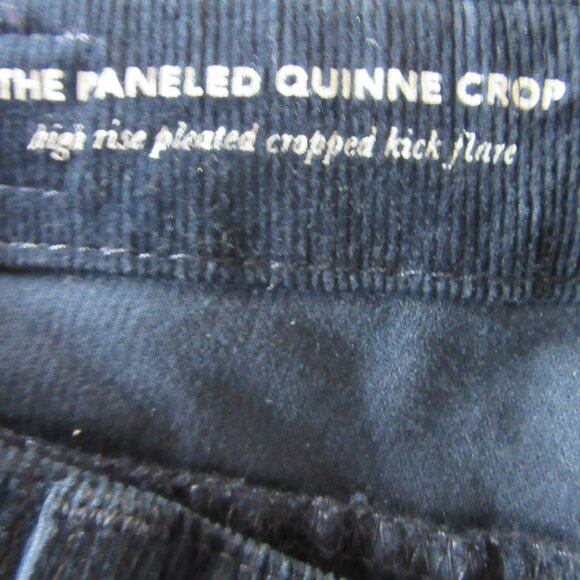 THE PANELED QUINNE CROP
high rise pleated cropped kick flare